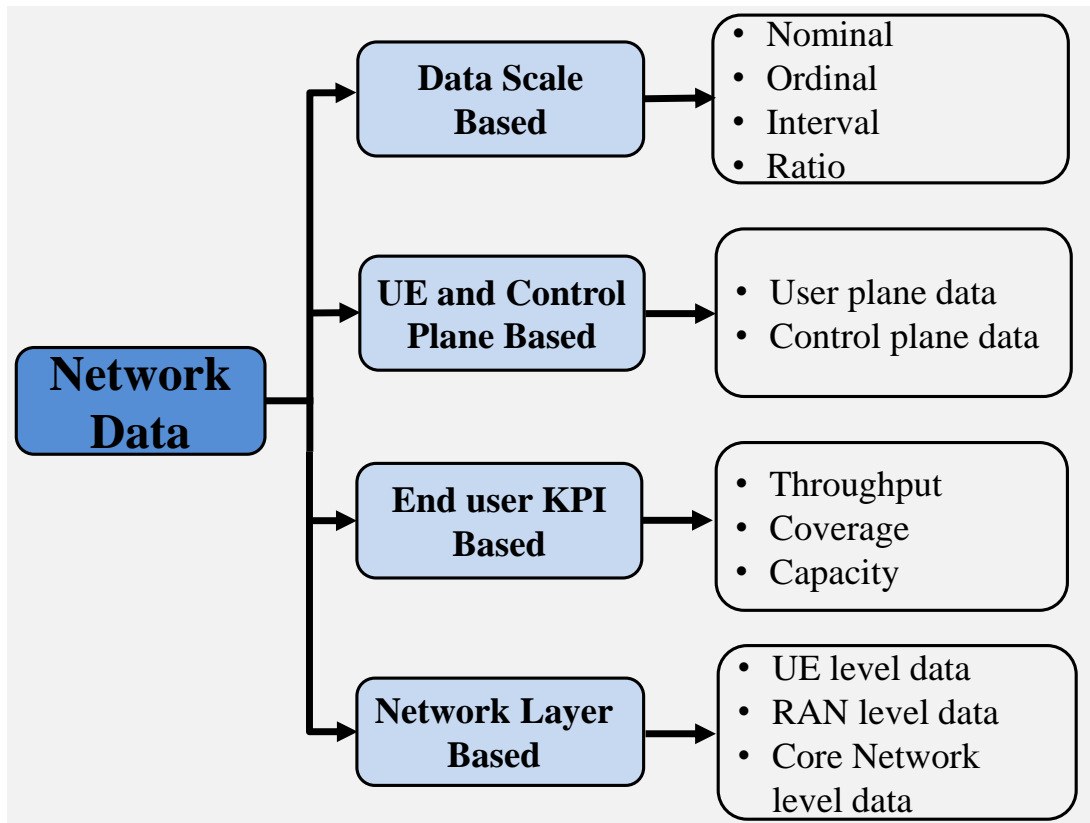 Network
Data
Data Scale
Based
• Nominal
• Ordinal
• Interval
• Ratio
UE and Control
Plane Based
• User plane data
• Control plane data
End user KPI
Based
• Throughput
• Coverage
• Capacity
Network Layer
Based
• UE level data
• RAN level data
• Core Network
level data